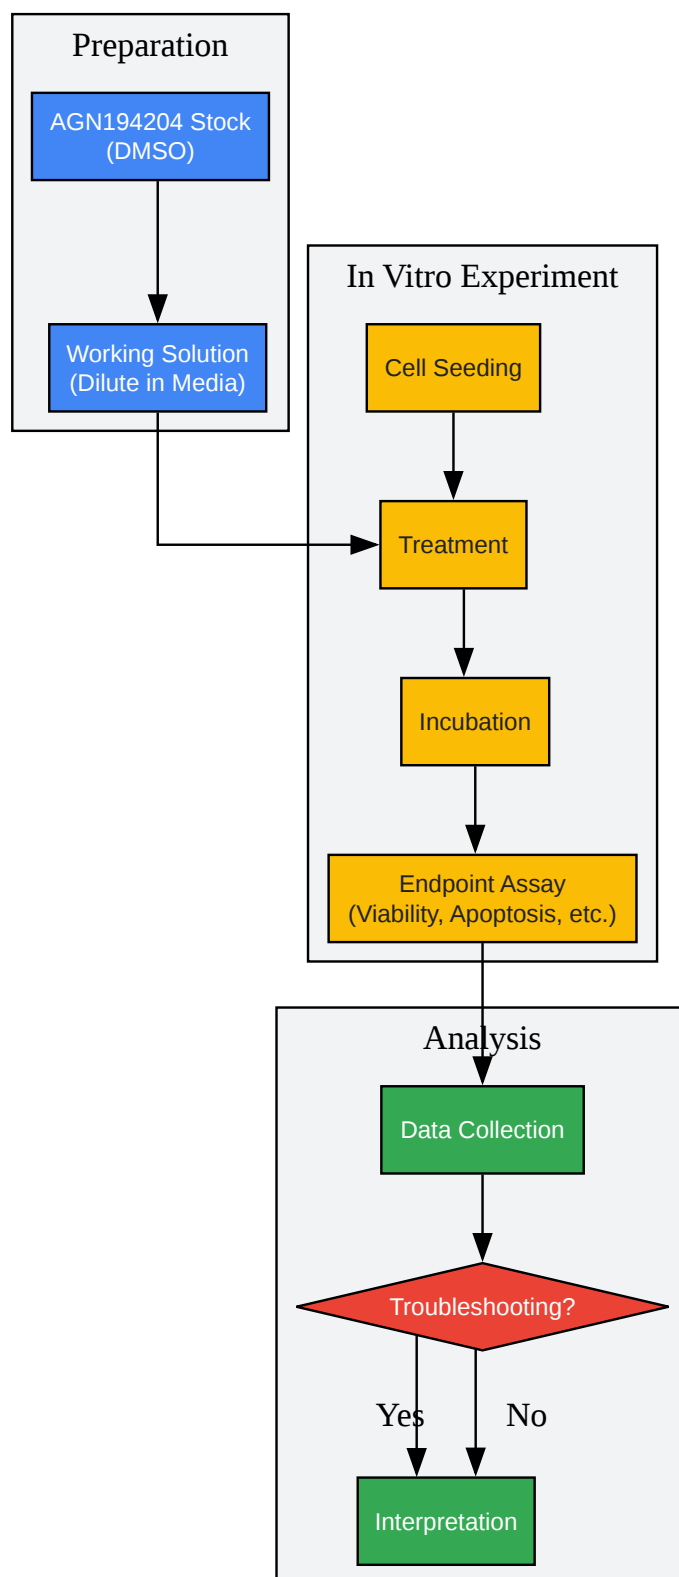 Preparation
AGN194204 Stock
(DMSO)
Working Solution
(Dilute in Media)
In Vitro Experiment
Cell Seeding
Treatment
Incubation
Endpoint Assay
(Viability, Apoptosis, etc.)
Analysis
Data Collection
Troubleshooting?
Yes
No
Interpretation